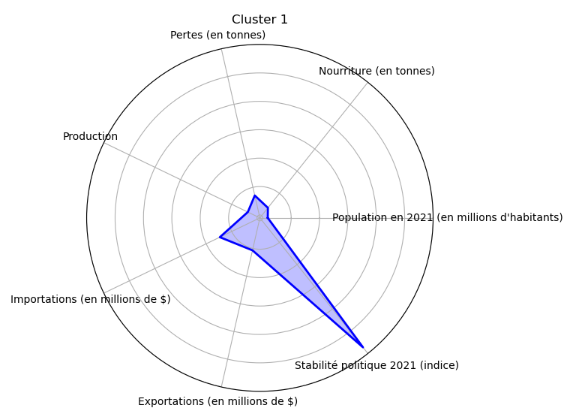 Cluster 1
Pertes (en tonnes)
Nourriture (en tonnes)
Production
Population en 2021 (en millions d'habitants)
Importations (en millions de $)
Stabilité politique 2021 (indice)
Exportations (en millions de $)